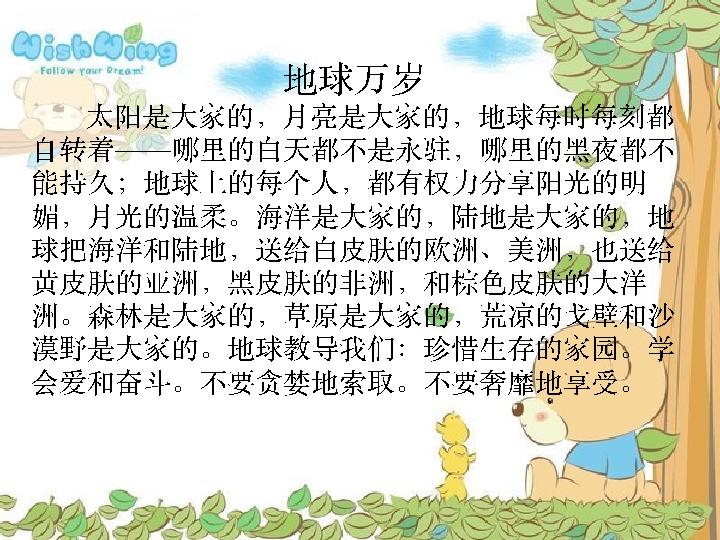 WishWing
Follow your Dream!
地球万岁
太阳是大家的，月亮是大家的，地球每时每刻都
自转着——哪里的白天都不是永驻，哪里的黑夜都不
能持久；地球上的每个人，都有权力分享阳光的明
媚，月光的温柔。海洋是大家的，陆地是大家的，地
球把海洋和陆地，送给白皮肤的欧洲、美洲，也送给
黄皮肤的亚洲，黑皮肤的非洲，和棕色皮肤的大洋
洲。森林是大家的，草原是大家的，荒凉的戈壁和沙
漠野是大家的。地球教导我们：珍惜生存的家园。学
会爱和奋斗。不要贪婪地索取。不要奢靡地享受。